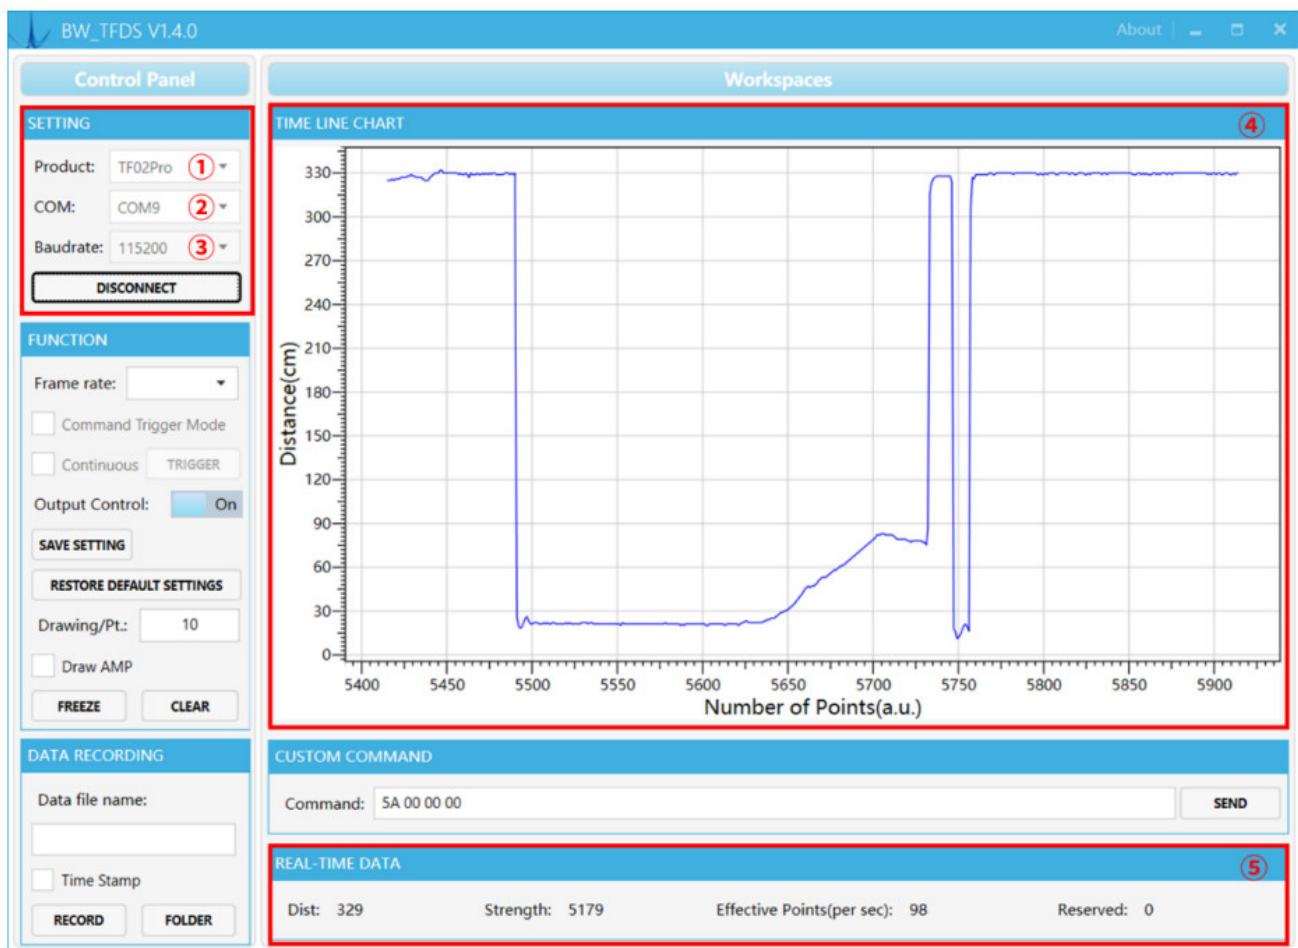 BW_TFDS V1.4.0
About
Control Panel
Workspaces
SETTING
Product: TF02Pro ①
COM: COM9 ②
Baudrate: 115200 ③
DISCONNECT
FUNCTION
Frame rate:
Command Trigger Mode
Continuous TRIGGER
Output Control: On
SAVE SETTING
RESTORE DEFAULT SETTINGS
Drawing/Pt.: 10
Draw AMP
FREEZE CLEAR
DATA RECORDING
Data file name:
Time Stamp
RECORD FOLDER
TIME LINE CHART ④
Distance(cm)
330
300
270
240
210
180
150
120
90
60
30
0
5400 5450 5500 5550 5600 5650 5700 5750 5800 5850 5900
Number of Points(a.u.)
CUSTOM COMMAND
Command: 5A 00 00 00 SEND
REAL-TIME DATA ⑤
Dist: 329 Strength: 5179 Effective Points(per sec): 98 Reserved: 0